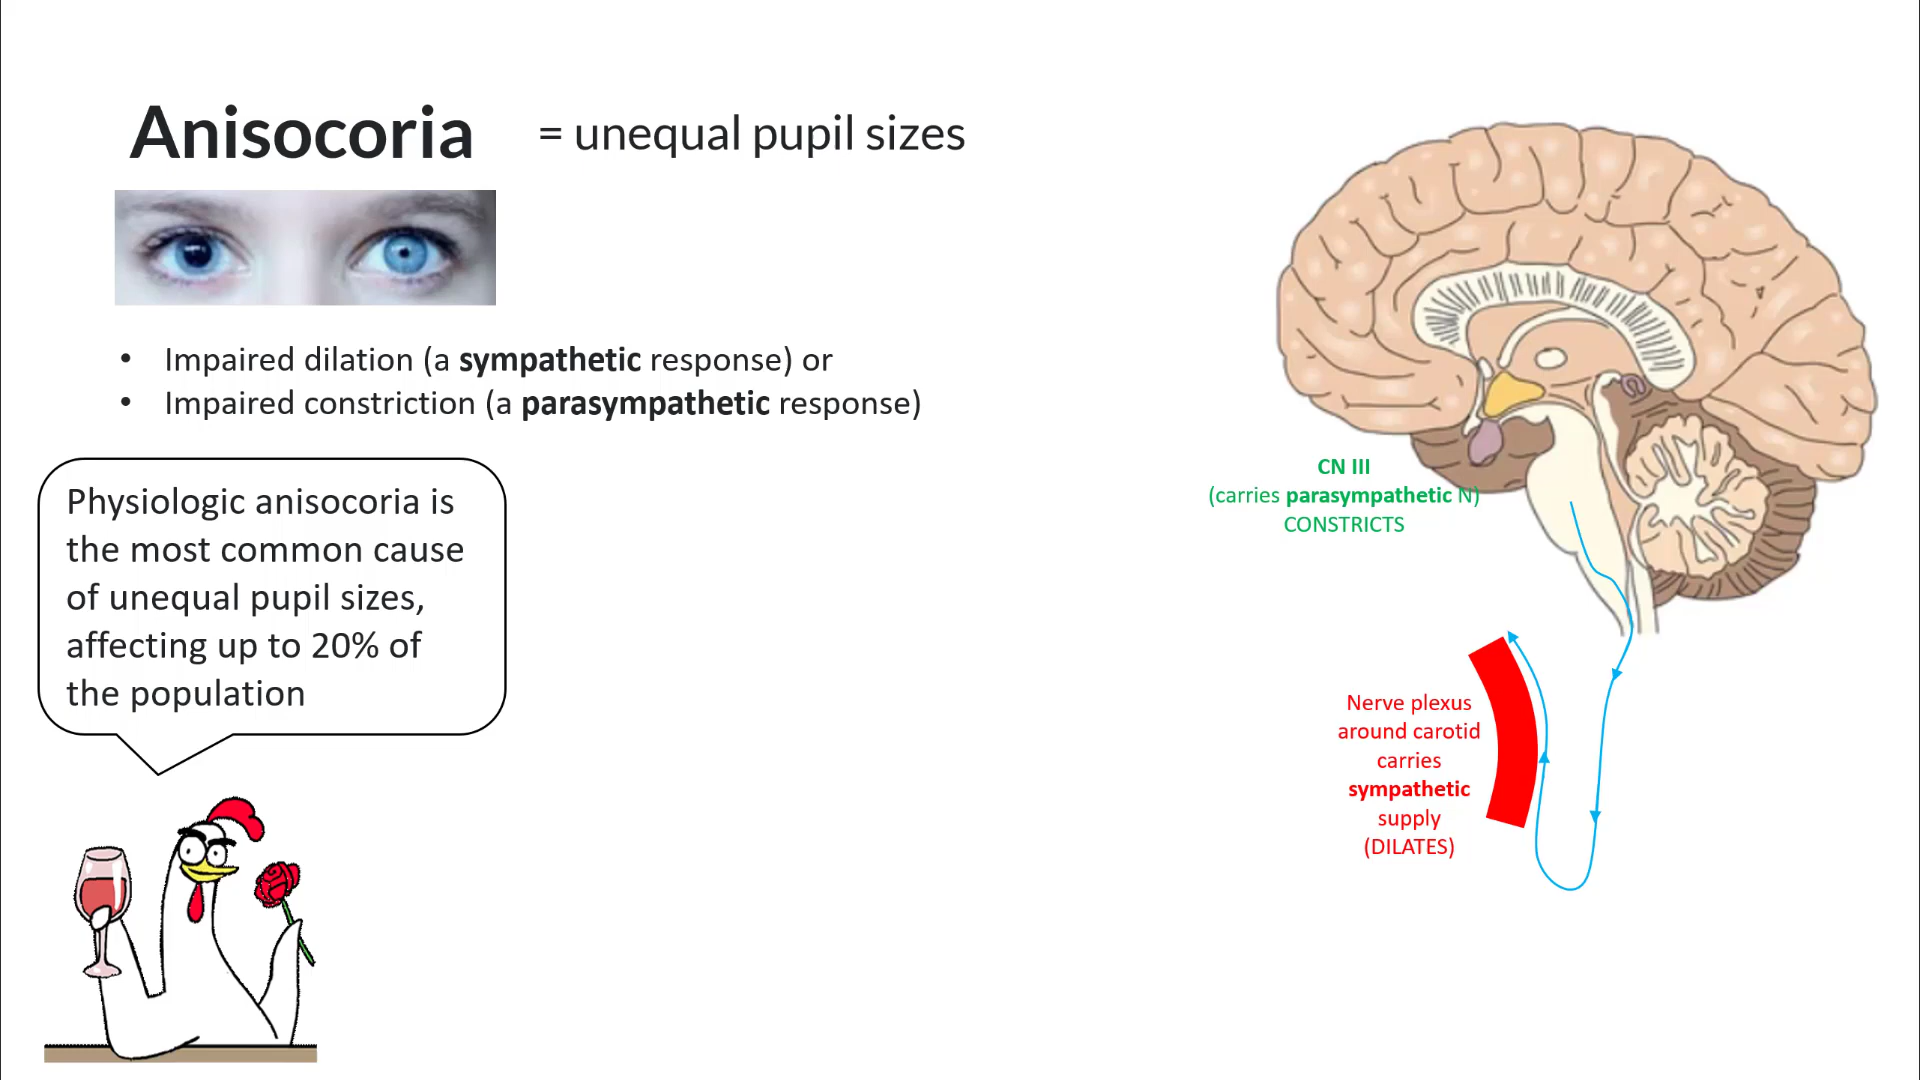 Anisocoria = unequal pupil sizes
• Impaired dilation (a sympathetic response) or
• Impaired constriction (a parasympathetic response)
Physiologic anisocoria is
the most common cause
of unequal pupil sizes,
affecting up to 20% of
the population
CN III
(carries parasympathetic N)
CONSTRICTS
Nerve plexus
around carotid
carries
sympathetic
supply
(DILATES)